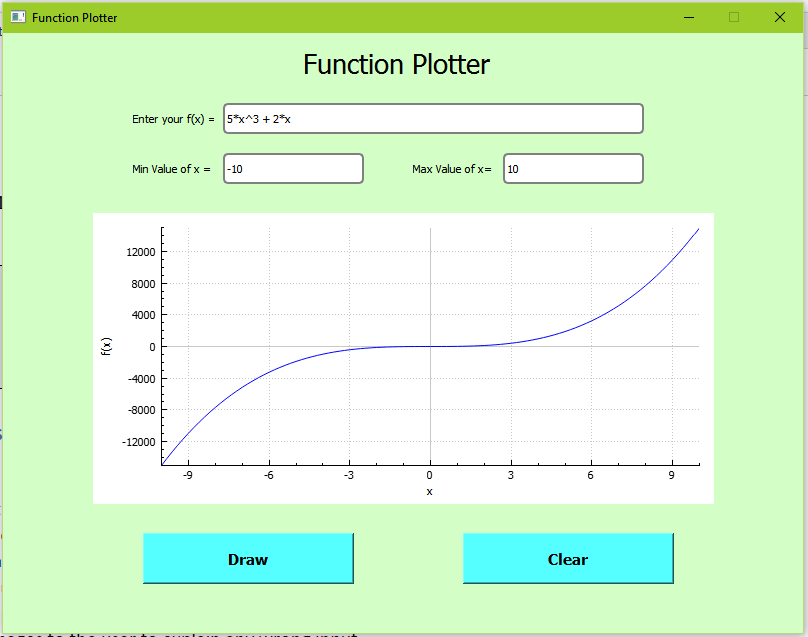 Function Plotter
Function Plotter
Enter your f(x) = 5*x^3 + 2*x
Min Value of x = -10 Max Value of x= 10
12000
8000
4000
0
-4000
-8000
-12000
f(x)
-9 -6 -3 0 3 6 9
x
Draw Clear